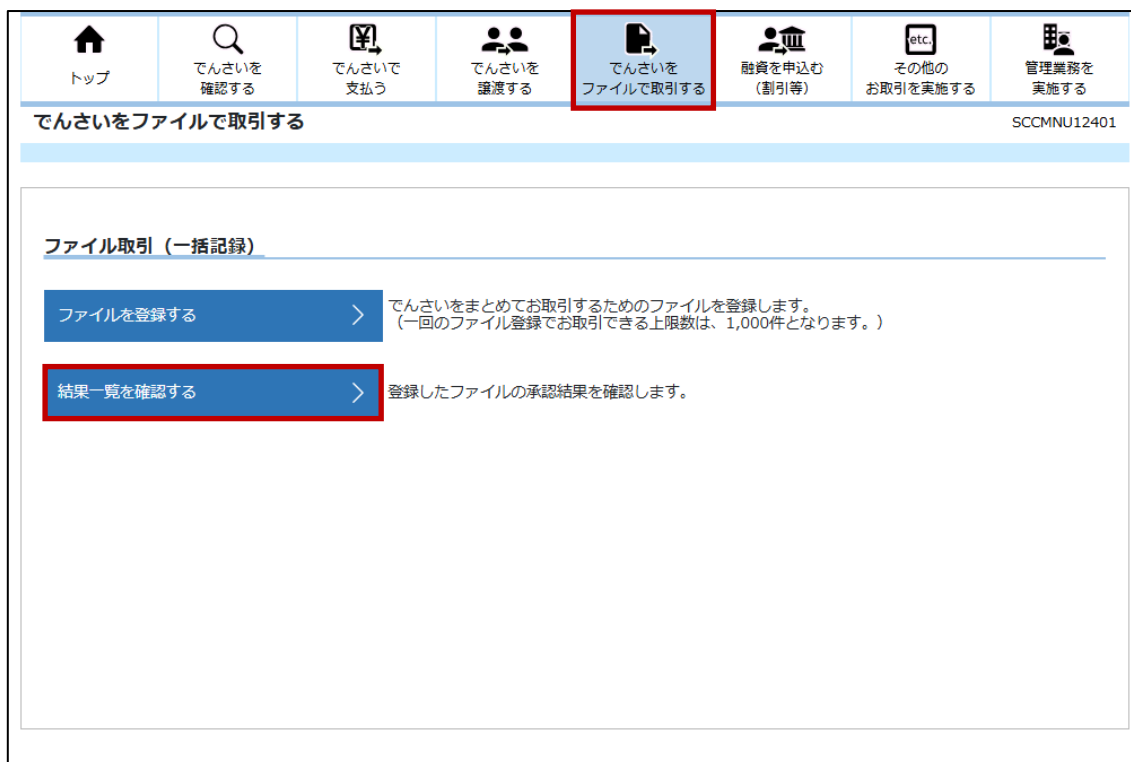 トップ
でんさいを
確認する
でんさいで
支払う
でんさいを
譲渡する
でんさいを
ファイルで取引する
融資を申込む
(割引等)
etc.
その他の
お取引を実施する
管理業務を
実施する
でんさいをファイルで取引する
SCCMNU12401
ファイル取引(一括記録)
ファイルを登録する
でんさいをまとめてお取引するためのファイルを登録します。
(一回のファイル登録でお取引できる上限数は、1,000件となります。)
結果一覧を確認する
登録したファイルの承認結果を確認します。